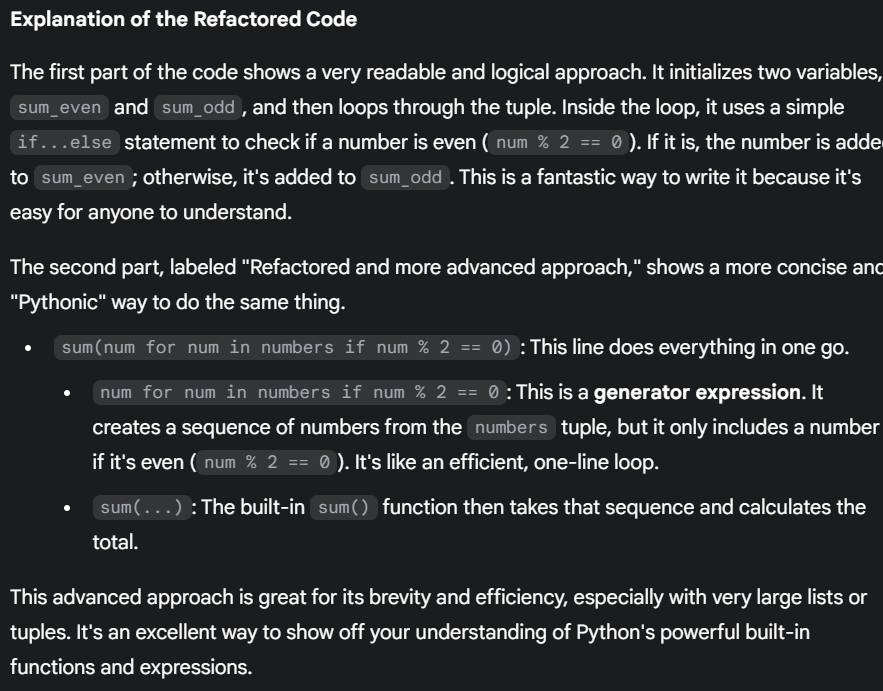 Explanation of the Refactored Code
The first part of the code shows a very readable and logical approach. It initializes two variables,
sum_even and sum_odd, and then loops through the tuple. Inside the loop, it uses a simple
if...else statement to check if a number is even (num % 2 == 0). If it is, the number is adde
to sum_even; otherwise, it's added to sum_odd. This is a fantastic way to write it because it's
easy for anyone to understand.
The second part, labeled "Refactored and more advanced approach," shows a more concise and
"Pythonic" way to do the same thing.
• sum(num for num in numbers if num % 2 == 0): This line does everything in one go.
• num for num in numbers if num % 2 == 0: This is a generator expression. It
creates a sequence of numbers from the numbers tuple, but it only includes a number
if it's even (num % 2 == 0). It's like an efficient, one-line loop.
• sum(...): The built-in sum() function then takes that sequence and calculates the
total.
This advanced approach is great for its brevity and efficiency, especially with very large lists or
tuples. It's an excellent way to show off your understanding of Python's powerful built-in
functions and expressions.